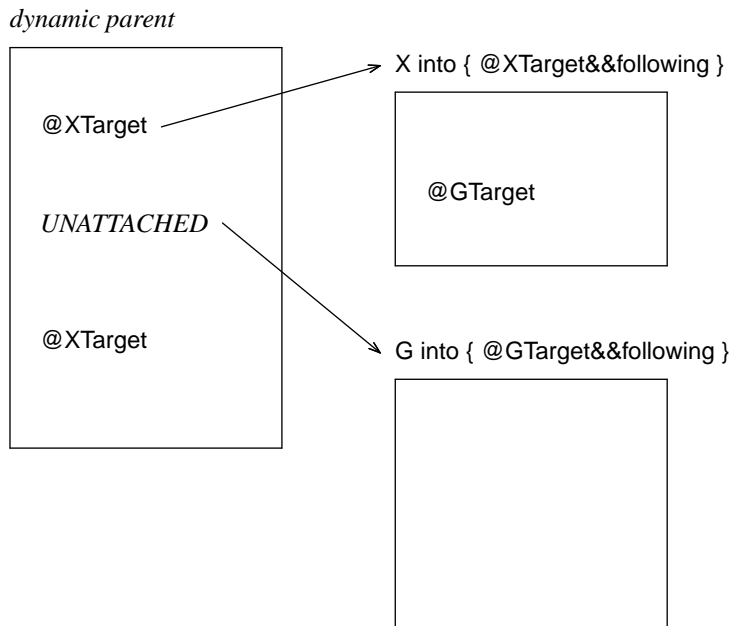 dynamic parent
X into { @XTarget&&following }
@XTarget
@GTarget
UNATTACHED
@XTarget
G into { @GTarget&&following }